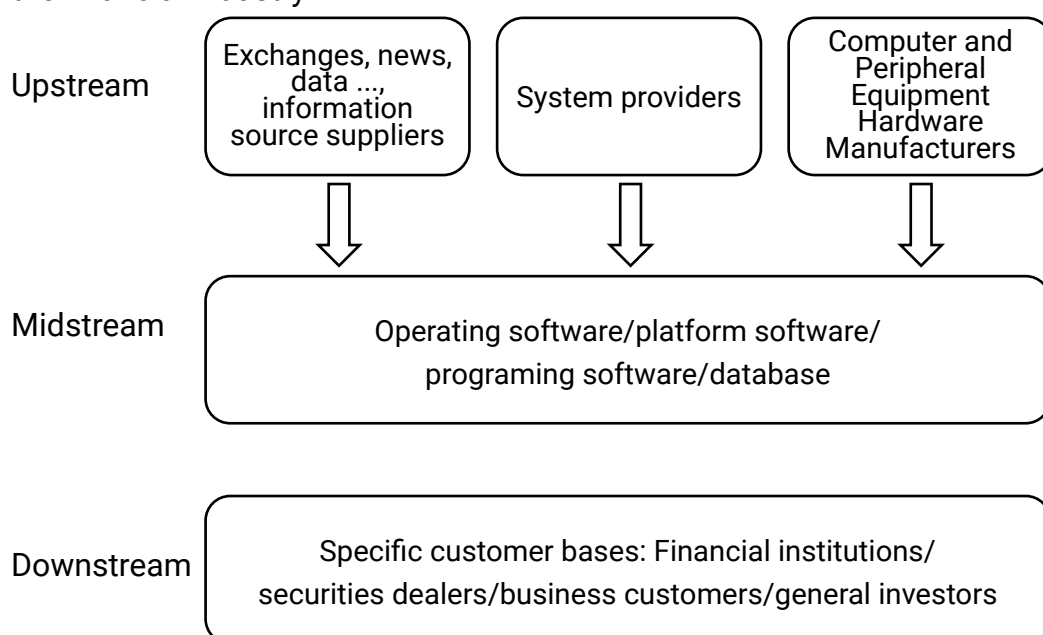 Upstream
Exchanges, news,
data ...,
information
source suppliers
System providers
Computer and
Peripheral
Equipment
Hardware
Manufacturers
Midstream
Operating software/platform software/
programing software/database
Downstream
Specific customer bases: Financial institutions/
securities dealers/business customers/general investors